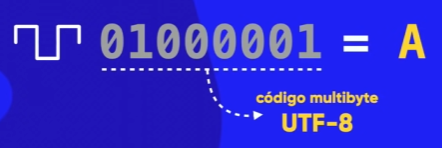 01000001 = A
código multibyte
UTF-8